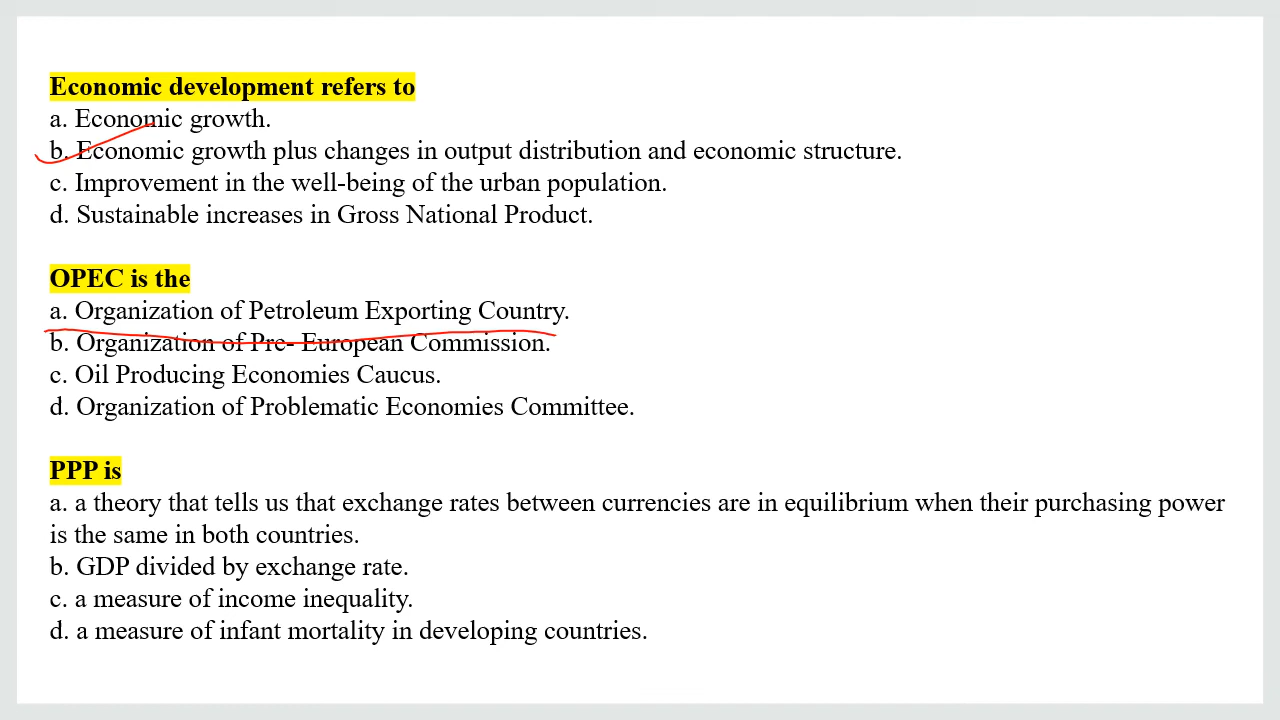 Economic development refers to
a. Economic growth.
b. Economic growth plus changes in output distribution and economic structure.
c. Improvement in the well-being of the urban population.
d. Sustainable increases in Gross National Product.
OPEC is the
a. Organization of Petroleum Exporting Country.
b. Organization of Pre- European Commission.
c. Oil Producing Economies Caucus.
d. Organization of Problematic Economies Committee.
PPP is
a. a theory that tells us that exchange rates between currencies are in equilibrium when their purchasing power
is the same in both countries.
b. GDP divided by exchange rate.
c. a measure of income inequality.
d. a measure of infant mortality in developing countries.